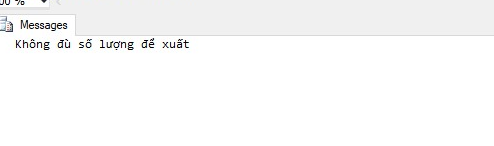 Messages
Không đủ số lượng để xuất